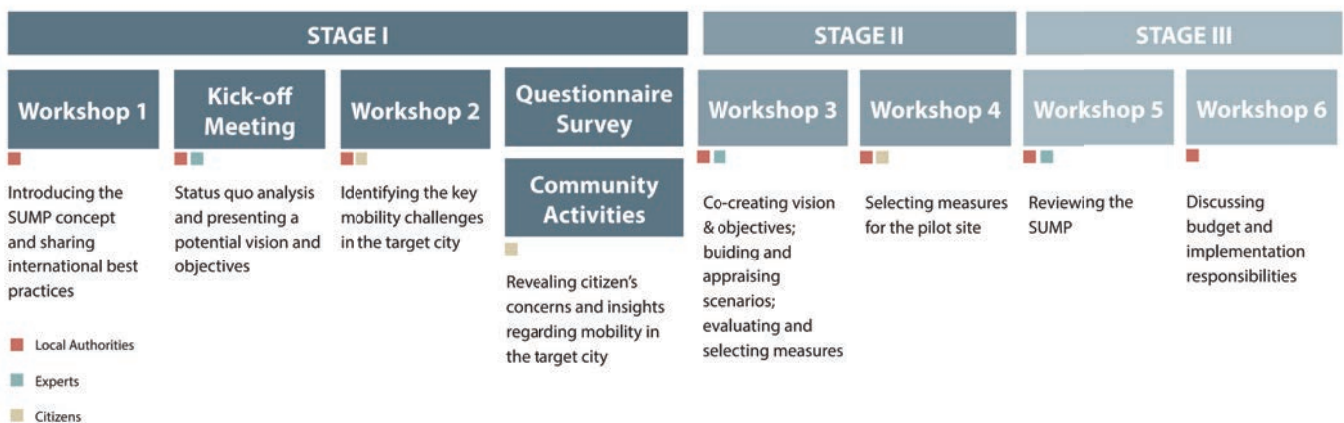 STAGE I
STAGE II
STAGE III
Workshop 1
Introducing the
SUMP concept
and sharing
international best
practices
Kick-off
Meeting
Status quo analysis
and presenting a
potential vision and
objectives
Workshop 2
Identifying the key
mobility challenges
in the target city
Questionnaire
Survey
Community
Activities
Revealing citizen's
concerns and insights
regarding mobility in
the target city
Workshop 3
Co-creating vision
& objectives;
buiding and
appraising
scenarios;
evaluating and
selecting measures
Workshop 4
Selecting measures
for the pilot site
Workshop 5
Reviewing the
SUMP
Workshop 6
Discussing
budget and
implementation
responsibilities
Local Authorities
Experts
Citizens